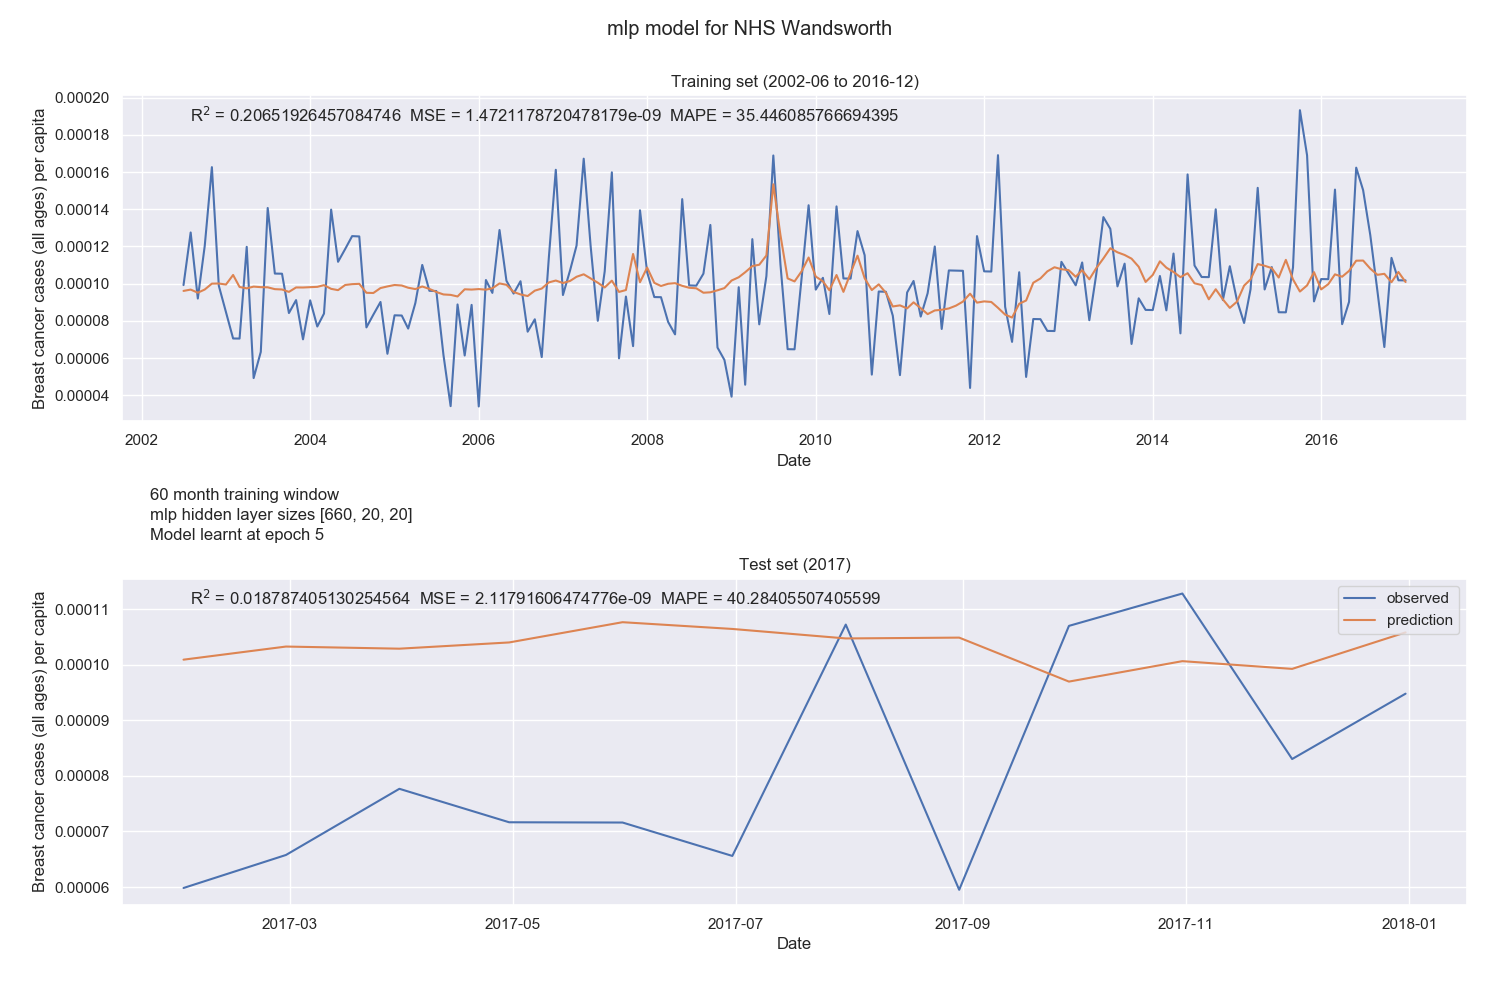 mlp model for NHS Wandsworth
Training set (2002-06 to 2016-12)
R² = 0.20651926457084746 MSE = 1.4721178720478179e-09 MAPE = 35.446085766694395
Breast cancer cases (all ages) per capita
0.00020
0.00018
0.00016
0.00014
0.00012
0.00010
0.00008
0.00006
0.00004
2002 2004 2006 2008 2010 2012 2014 2016
Date
60 month training window
mlp hidden layer sizes [660, 20, 20]
Model learnt at epoch 5
Test set (2017)
R² = 0.018787405130254564 MSE = 2.11791606474776e-09 MAPE = 40.28405507405599
observed
prediction
Breast cancer cases (all ages) per capita
0.00011
0.00010
0.00009
0.00008
0.00007
0.00006
2017-03 2017-05 2017-07 2017-09 2017-11 2018-01
Date